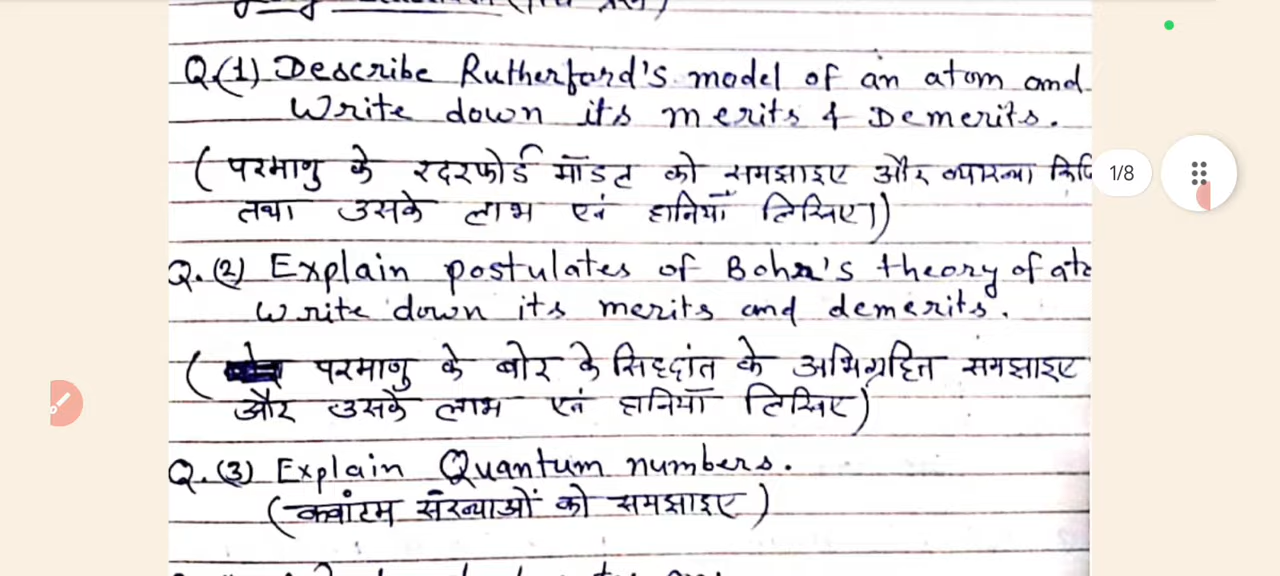 Q.(1) Describe Rutherford's model of an atom and
Write down its merits & Demerits.
( परमाणु के रदरफोर्ड मॉडल को समझाइए और व्याख्या
तथा उसके लाभ एवं हानियाँ लिखिए।)
1/8
Q.(2) Explain postulates of Bohr's theory of
Write down its merits and demerits.
( परमाणु के बोर के सिद्धांत के अभिग्रहित समझाइए
और उसके लाभ एवं हानियाँ लिखिए)
Q.(3) Explain Quantum numbers.
(क्वांटम संख्याओं को समझाइए)